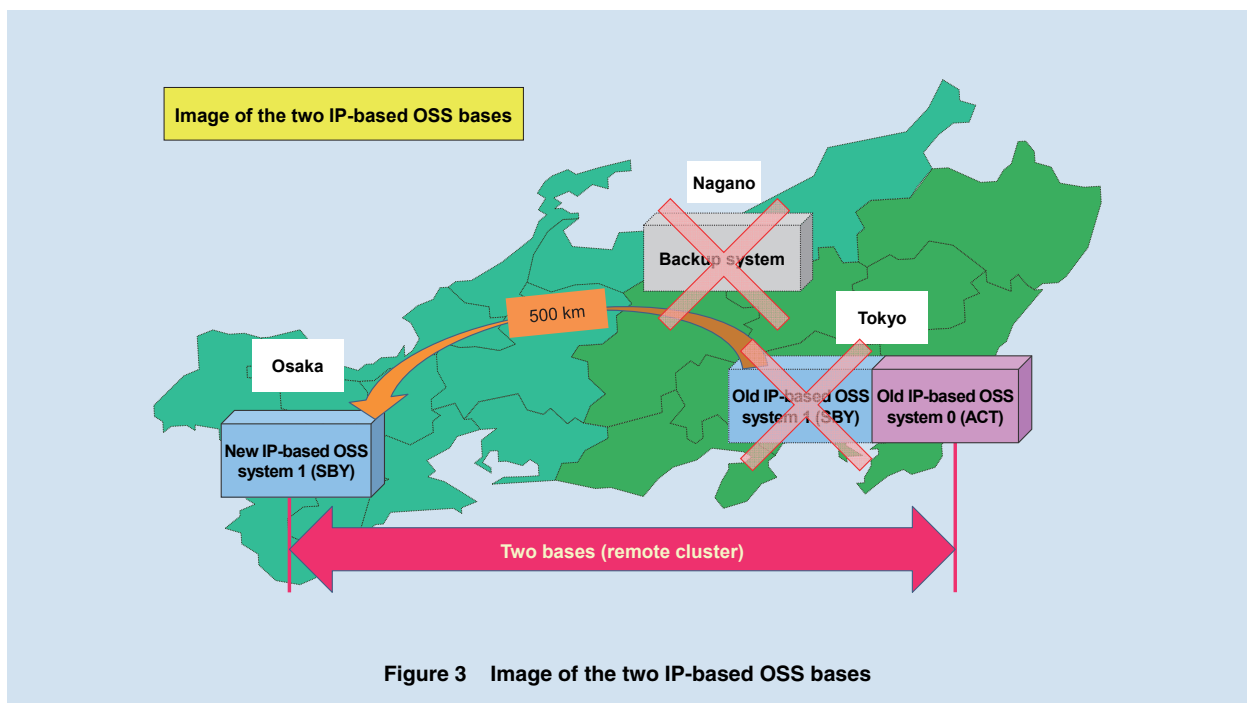 Image of the two IP-based OSS bases
Nagano
Backup system
500 km
Tokyo
Osaka
Old IP-based OSS
system 1 (SBY)
Old IP-based OSS
system 0 (ACT)
New IP-based OSS
system 1 (SBY)
Two bases (remote cluster)
Figure 3 Image of the two IP-based OSS bases